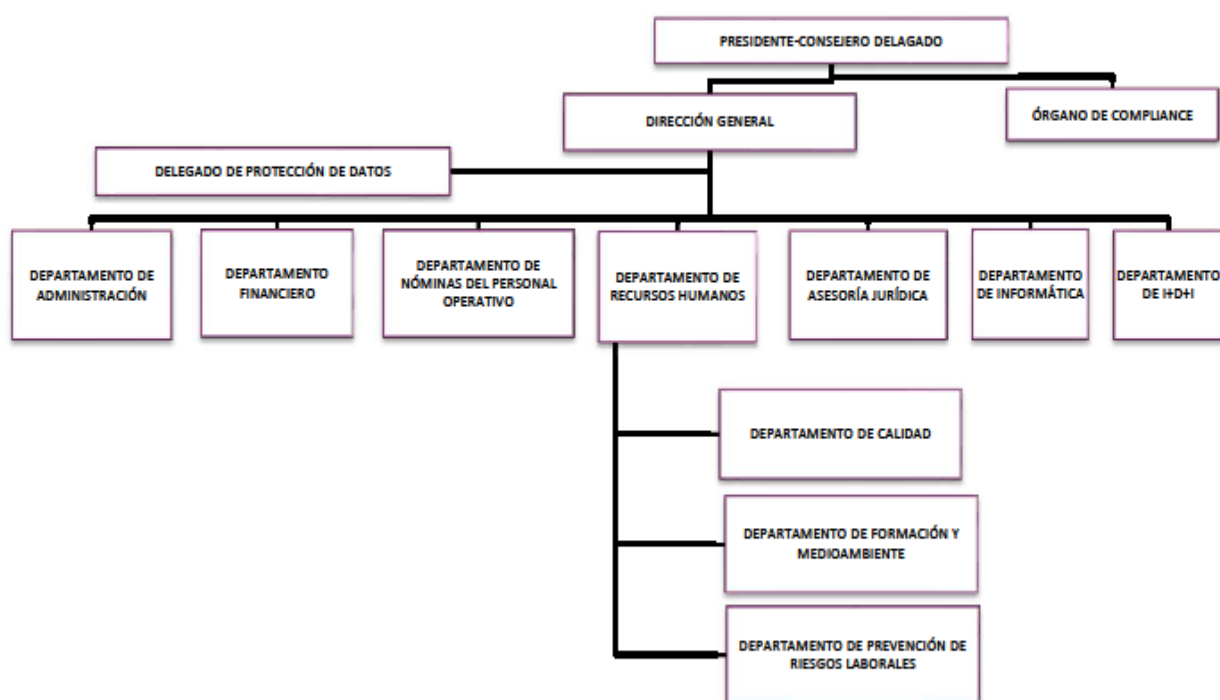 PRESIDENTE-CONSEJERO DELAGADO
DIRECCIÓN GENERAL
ÓRGANO DE COMPLIANCE
DELEGADO DE PROTECCIÓN DE DATOS
DEPARTAMENTO DE
ADMINISTRACIÓN
DEPARTAMENTO
FINANCIERO
DEPARTAMENTO DE
NÓMINAS DEL PERSONAL
OPERATIVO
DEPARTAMENTO DE
RECURSOS HUMANOS
DEPARTAMENTO DE
ASESORÍA JURÍDICA
DEPARTAMENTO
DE INFORMÁTICA
DEPARTAMENTO
DE I+D+I
DEPARTAMENTO DE CALIDAD
DEPARTAMENTO DE FORMACIÓN Y
MEDIOAMBIENTE
DEPARTAMENTO DE PREVENCIÓN DE
RIESGOS LABORALES